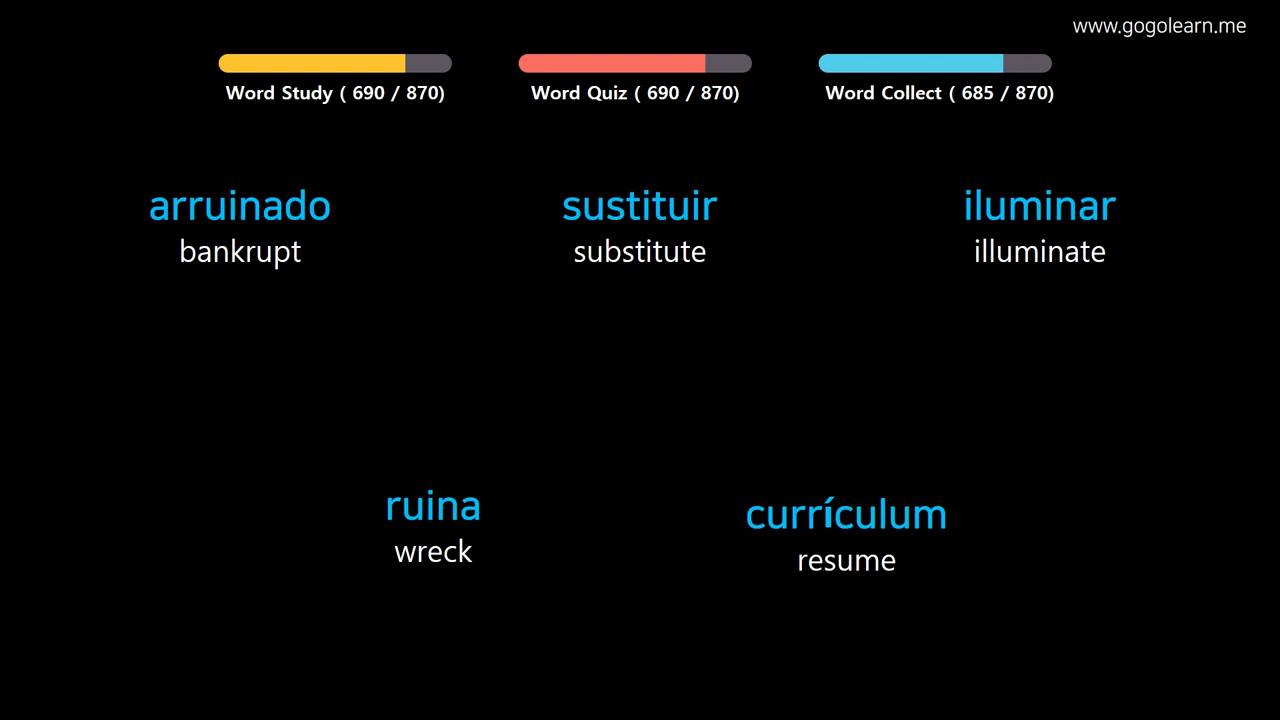 www.gogolearn.me
Word Study ( 690 / 870)
Word Quiz ( 690 / 870)
Word Collect ( 685 / 870)
arruinado
bankrupt
sustituir
substitute
iluminar
illuminate
ruina
wreck
currículum
resume